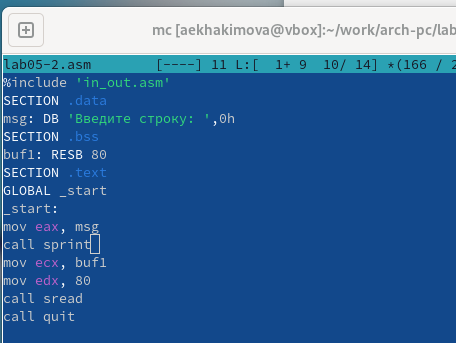 mc [aekhakimova@vbox]:~/work/arch-pc/lab
lab05-2.asm [----] 11 L:[ 1+ 9 10/ 14] *(166 / 2
%include 'in_out.asm'
SECTION .data
msg: DB 'Введите строку: ',0h
SECTION .bss
buf1: RESB 80
SECTION .text
GLOBAL _start
_start:
mov eax, msg
call sprint
mov ecx, buf1
mov edx, 80
call sread
call quit